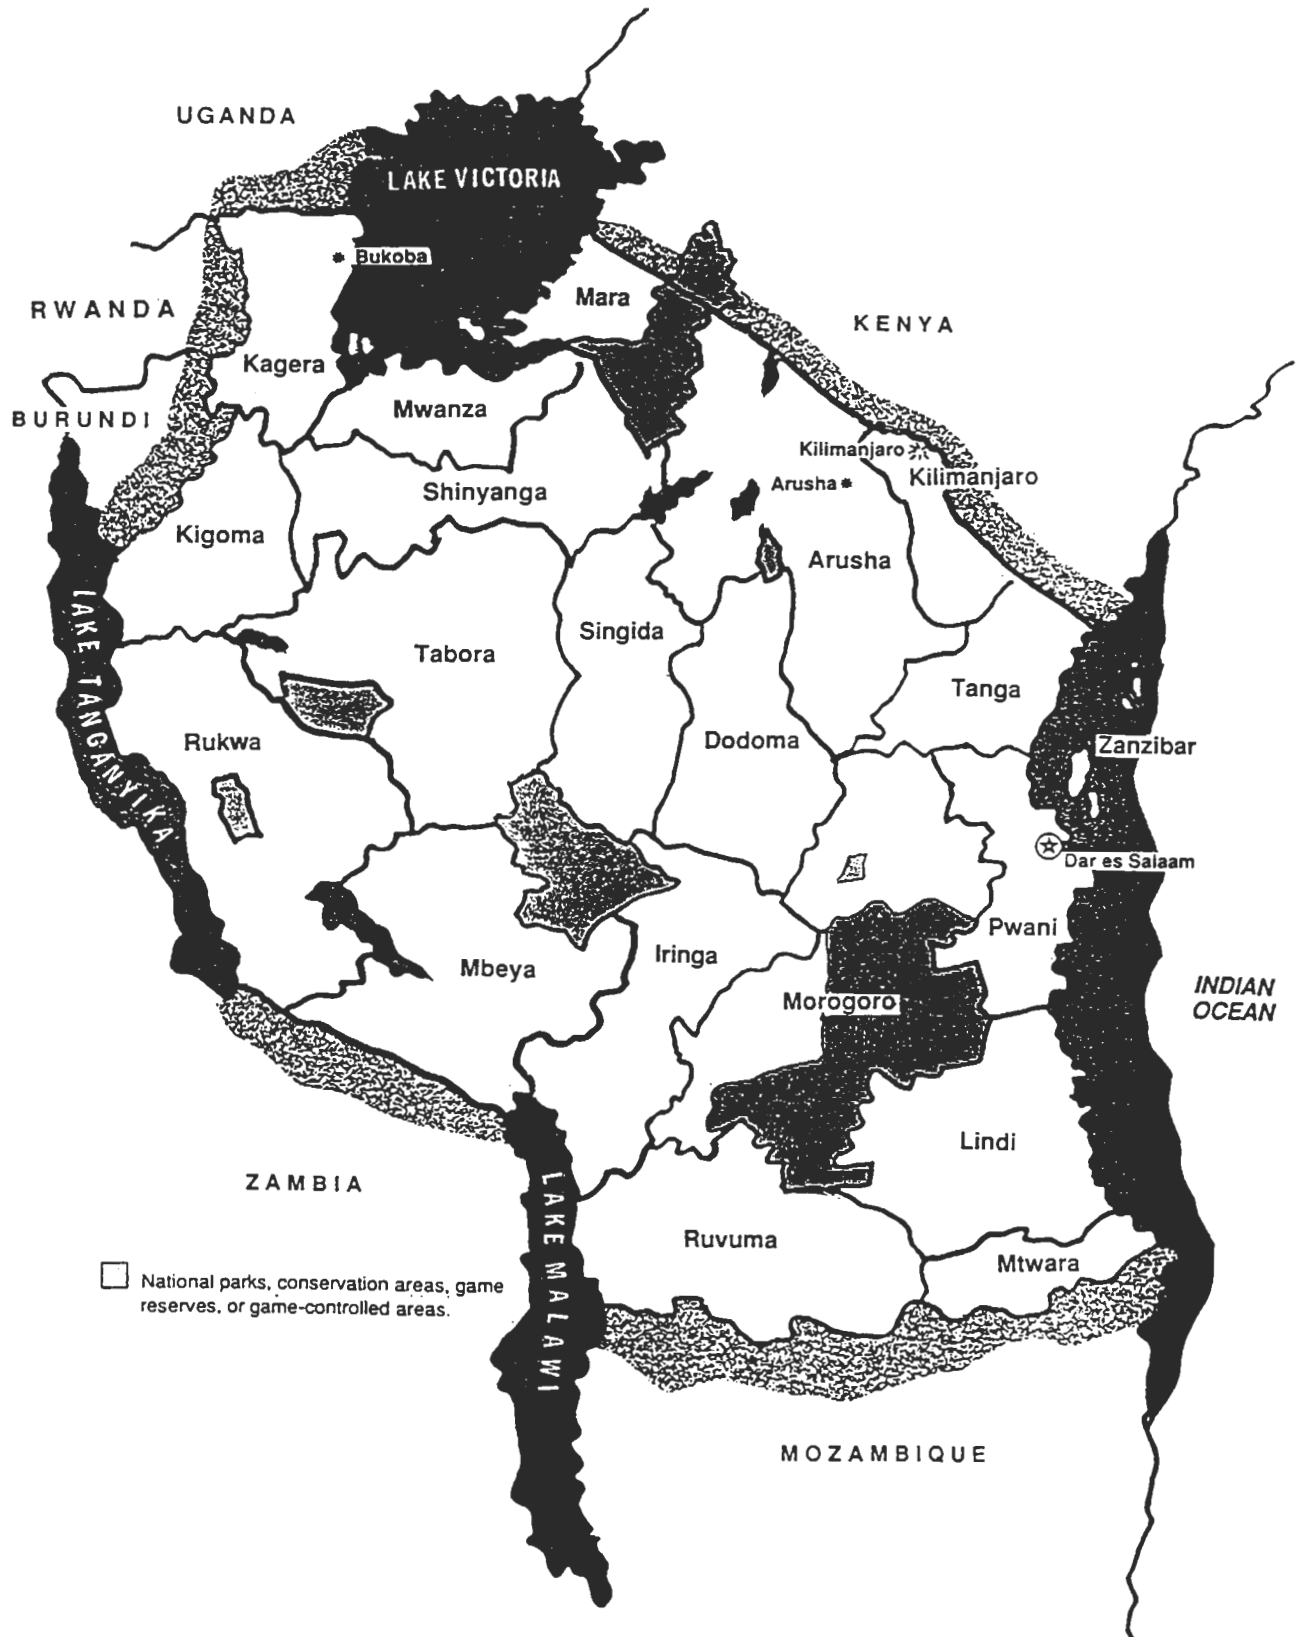 UGANDA
LAKE VICTORIA
Bukoba
RWANDA
Mara
KENYA
Kagera
BURUNDI
Mwanza
Kilimanjaro
Kilimanjaro
Arusha
Shinyanga
Kigoma
Arusha
LAKE TANGANYIKA
Singida
Tabora
Tanga
Rukwa
Dodoma
Zanzibar
Dar es Salaam
Pwani
Iringa
Mbeya
INDIAN
OCEAN
Morogoro
Lindi
ZAMBIA
LAKE MALAWI
Ruvuma
Mtwara
National parks, conservation areas, game
reserves, or game-controlled areas.
MOZAMBIQUE